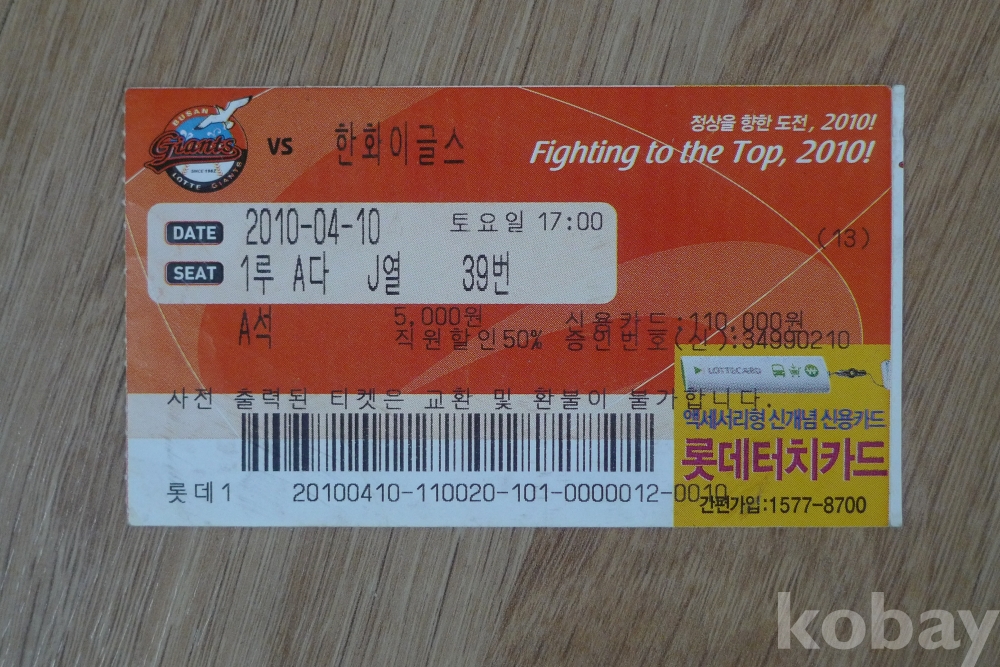 BUSAN
Giants
SINCE 1982
LOTTE GIANTS
vs 한화이글스
정상을 향한 도전, 2010!
Fighting to the Top, 2010!
DATE 2010-04-10 토요일 17:00
(13)
SEAT 1루 A다 J열 39번
A석 5,000원 신용카드:110,000원
직원할인50% 승인번호(신):34990210
LOTTECARD
사전 출력된 티켓은 교환 및 환불이 불가합니다.
액세서리형 신개념 신용카드
롯데터치카드
롯데1 20100410-110020-101-0000012-0010
간편가입:1577-8700
kobay